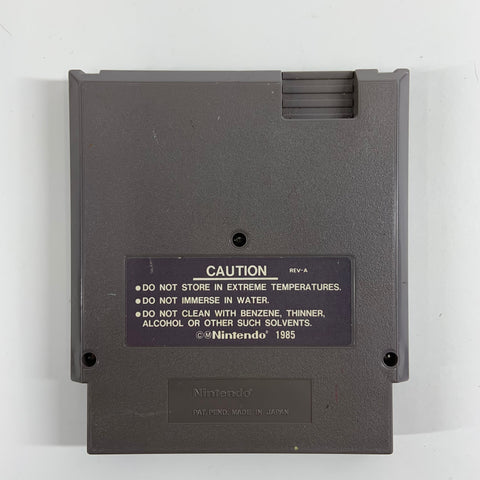 CAUTION REV-A
●DO NOT STORE IN EXTREME TEMPERATURES.
●DO NOT IMMERSE IN WATER.
●DO NOT CLEAN WITH BENZENE, THINNER,
ALCOHOL OR OTHER SUCH SOLVENTS.
©ⓂNintendo® 1985
Nintendo®
PAT. PEND. MADE IN JAPAN